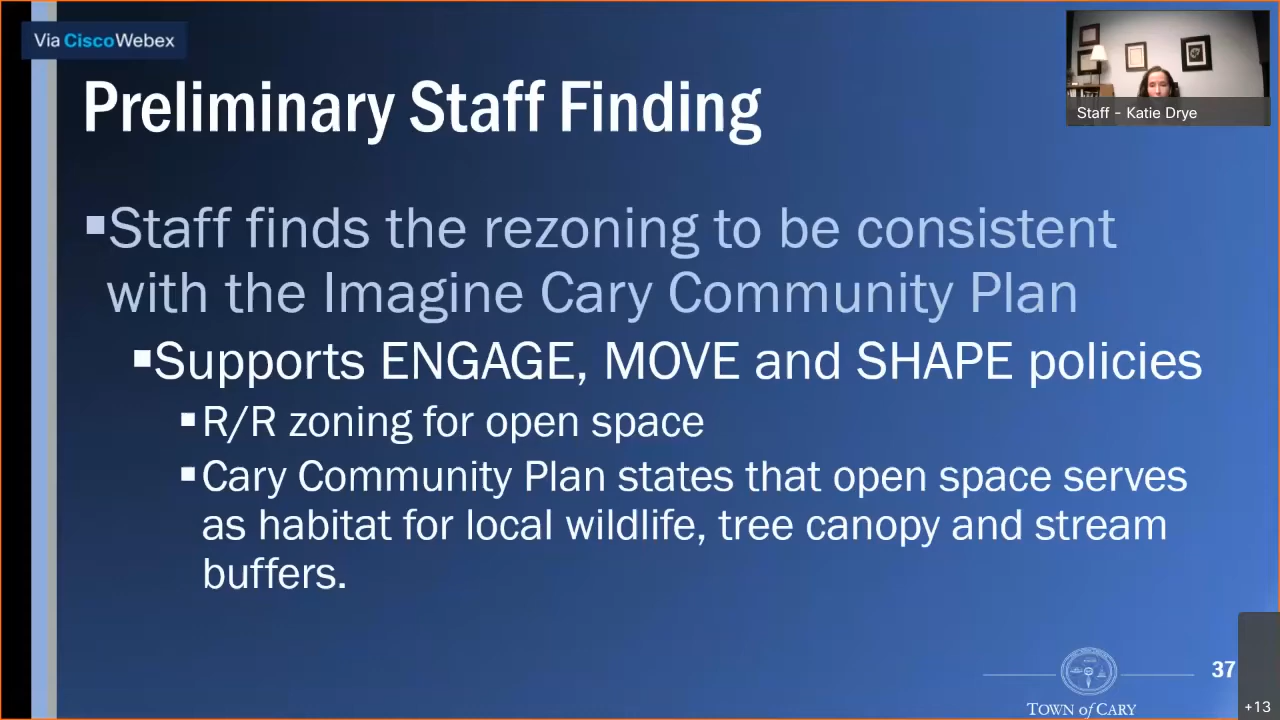 Via CiscoWebex
Preliminary Staff Finding
Staff - Katie Drye
▪Staff finds the rezoning to be consistent
with the Imagine Cary Community Plan
▪Supports ENGAGE, MOVE and SHAPE policies
▪R/R zoning for open space
▪Cary Community Plan states that open space serves
as habitat for local wildlife, tree canopy and stream
buffers.
37
TOWN of CARY
+13